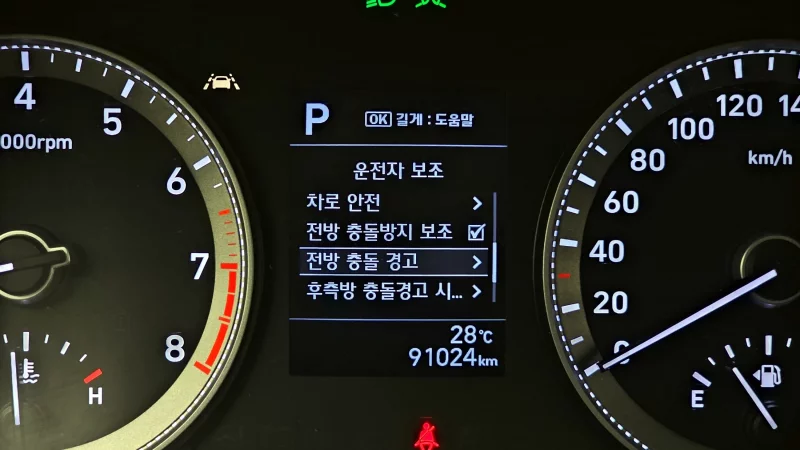 4
5
6
7
8
000rpm
H
P
OK 길게 : 도움말
운전자 보조
차로 안전
전방 충돌방지 보조
전방 충돌 경고
후측방 충돌경고 시...
28℃
91024km
0
20
40
60
80
100
120
14
km/h
E